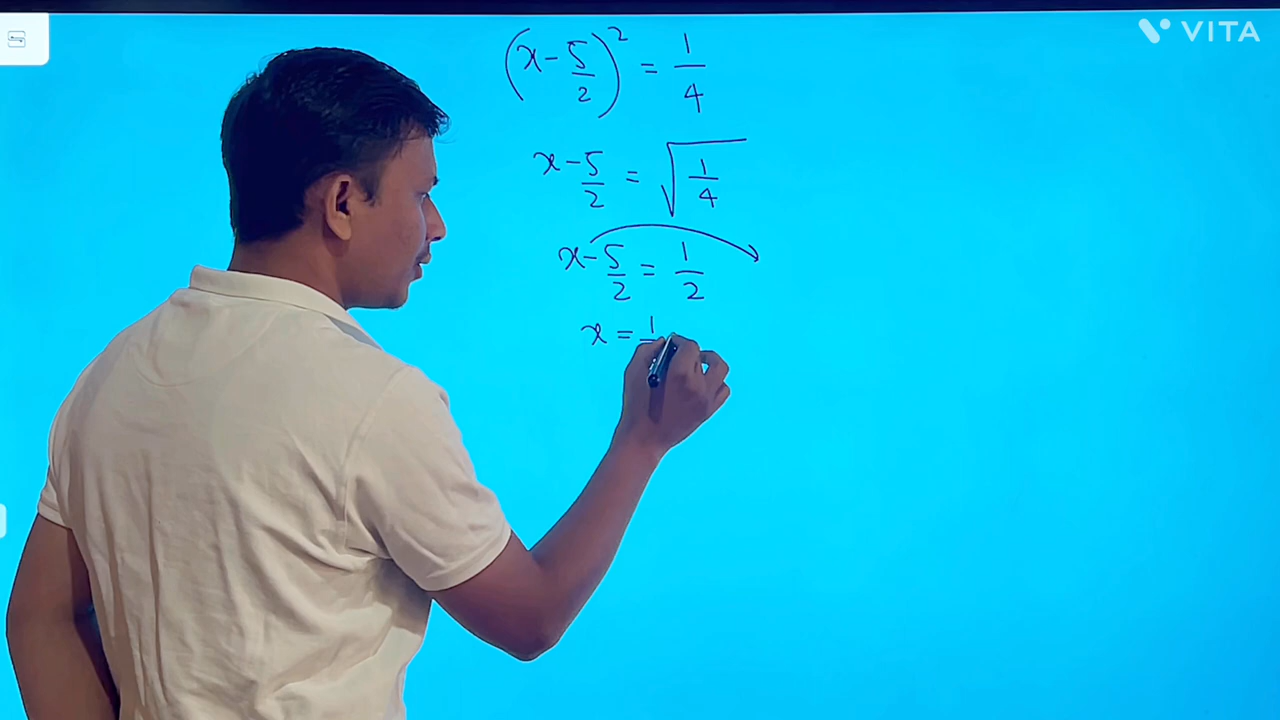 VITA
(x - 5/2)² = 1/4
x - 5/2 = √(1/4)
x - 5/2 = 1/2
x = 1